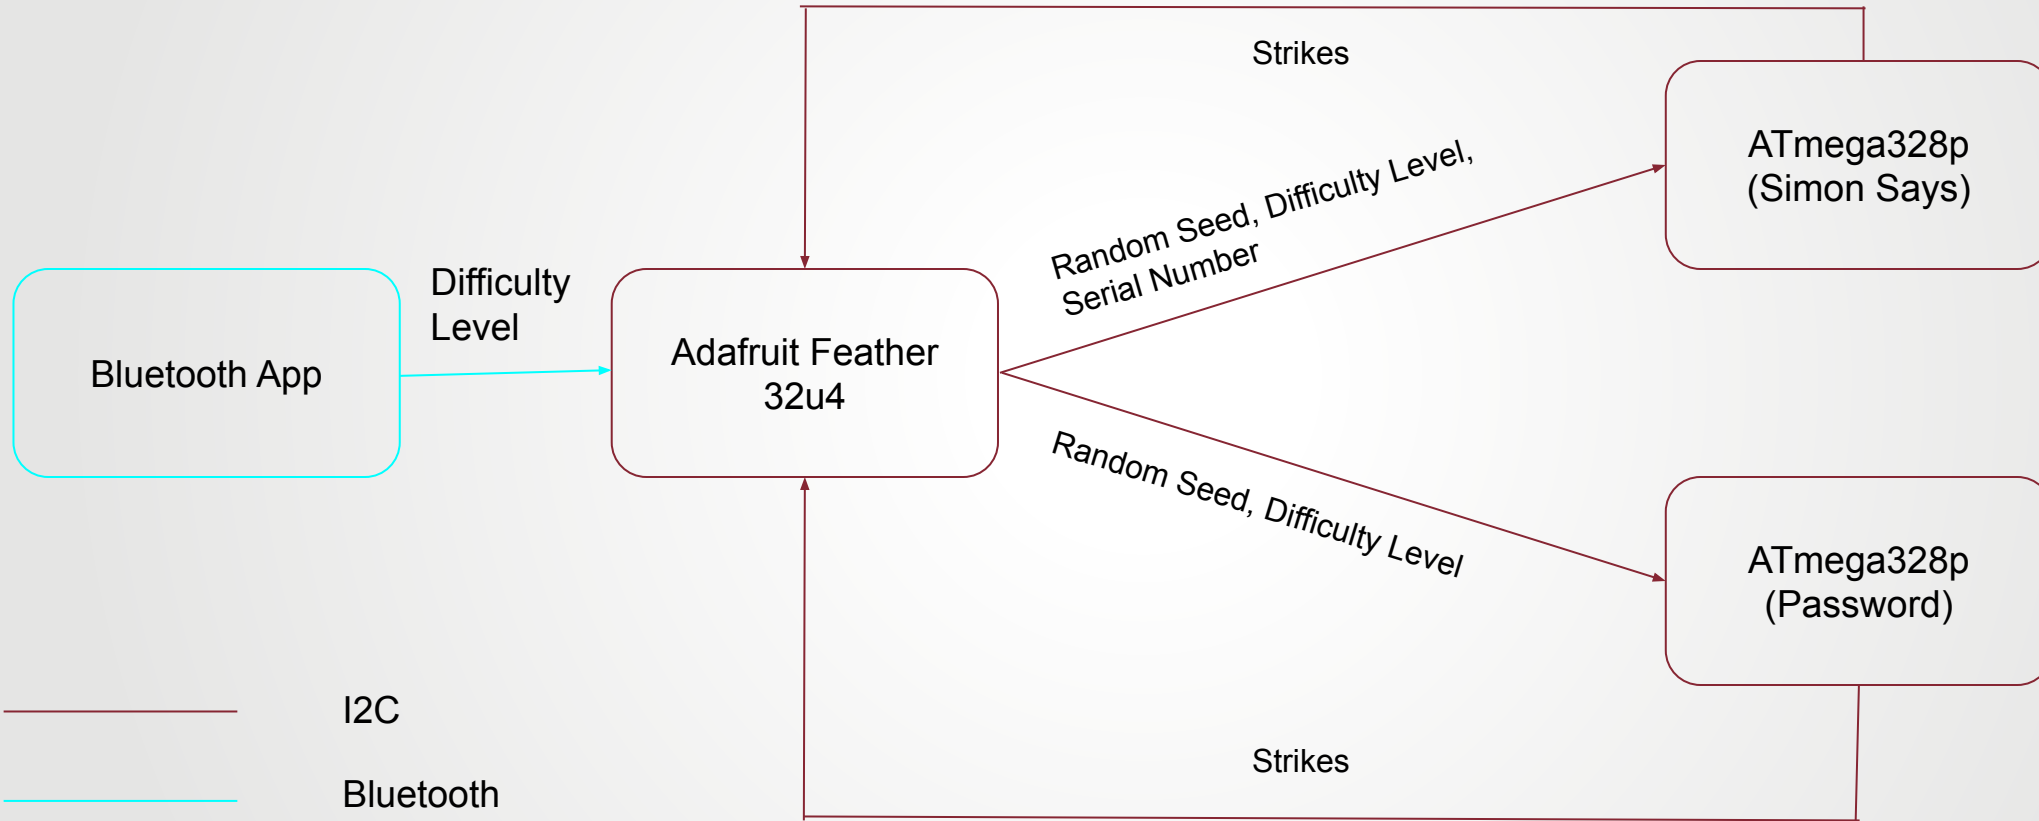 Strikes
ATmega328p
(Simon Says)
Random Seed, Difficulty Level,
Serial Number
Difficulty
Level
Bluetooth App
Adafruit Feather
32u4
Random Seed, Difficulty Level
ATmega328p
(Password)
I2C
Strikes
Bluetooth